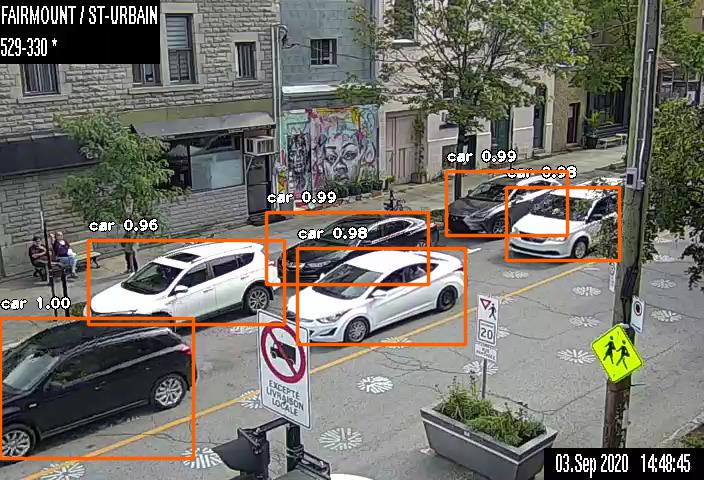 FAIRMOUNT / ST-URBAIN
529-330 *
car 0.99
car 0.98
car 0.99
car 0.96
car 0.98
car 1.00
20
EXCEPTÉ
LIVRAISON
LOCALE
03.Sep 2020 14:48:45